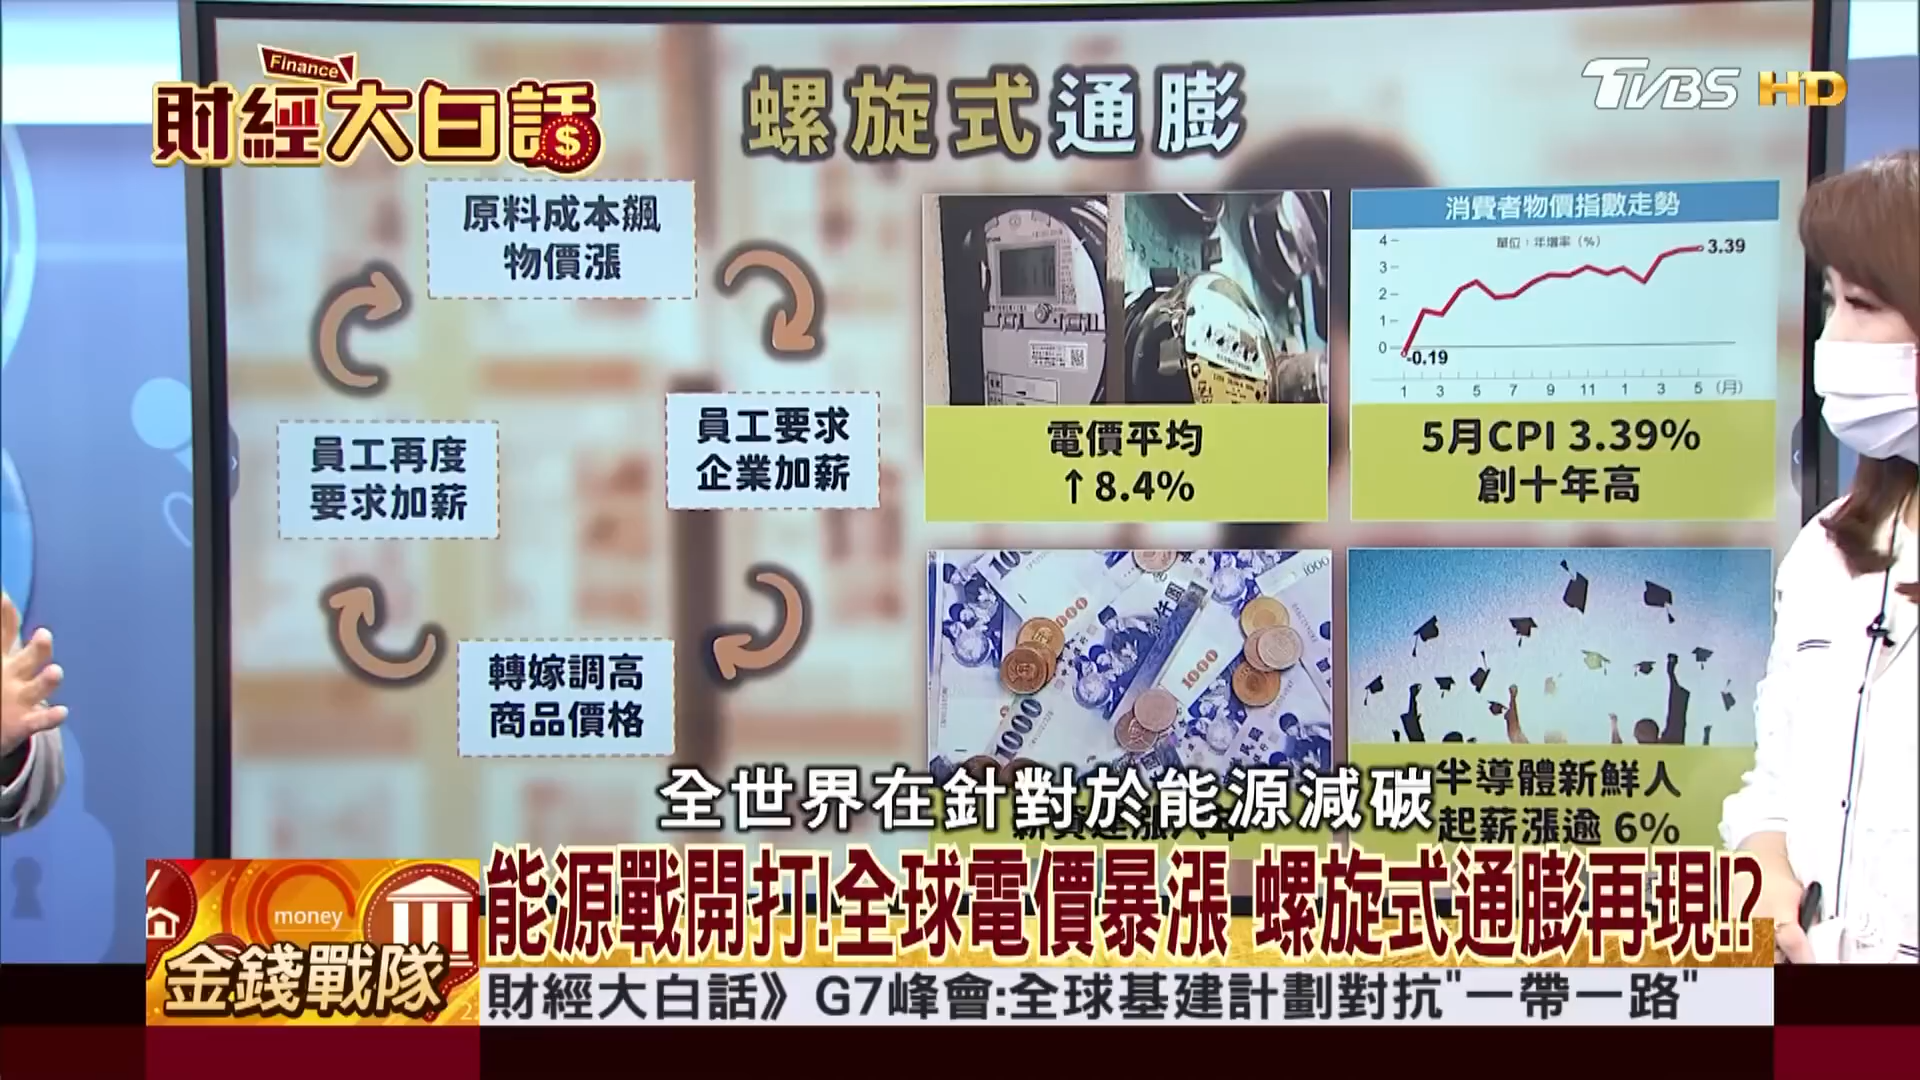 Finance
財經大白話
$
螺旋式通膨
TVBS HD
原料成本飆
物價漲
員工要求
企業加薪
轉嫁調高
商品價格
員工再度
要求加薪
電價平均
↑8.4%
消費者物價指數走勢
單位：年增率（%）
4
3
2
1
0
3.39
-0.19
1 3 5 7 9 11 1 3 5 (月)
5月CPI 3.39%
創十年高
1000
1000
1000
半導體新鮮人
起薪漲逾 6%
全世界在針對於能源減碳
money
金錢戰隊
能源戰開打!全球電價暴漲 螺旋式通膨再現!?
財經大白話》G7峰會:全球基建計劃對抗"一帶一路"